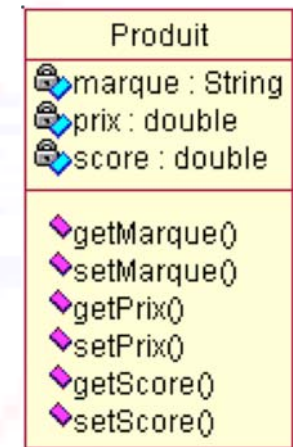 Produit
marque : String
prix : double
score : double
getMarque()
setMarque()
getPrix()
setPrix()
getScore()
setScore()